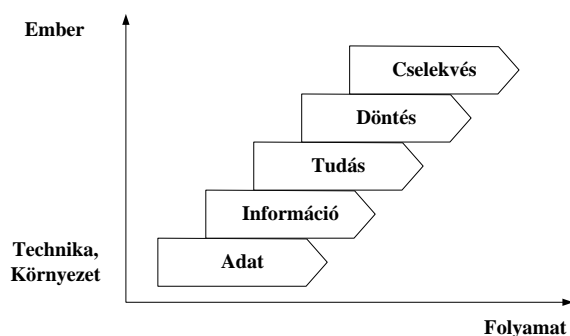 Ember
Cselekvés
Döntés
Tudás
Információ
Technika,
Környezet
Adat
Folyamat